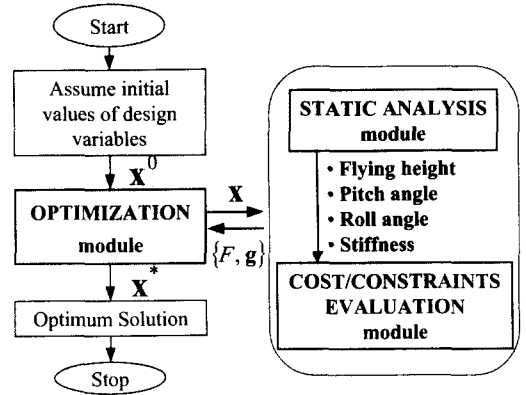 Start
Assume initial
values of design
variables
X⁰
OPTIMIZATION
module
X*
Optimum Solution
Stop
X
{F, g}
STATIC ANALYSIS
module
• Flying height
• Pitch angle
• Roll angle
• Stiffness
COST/CONSTRAINTS
EVALUATION
module